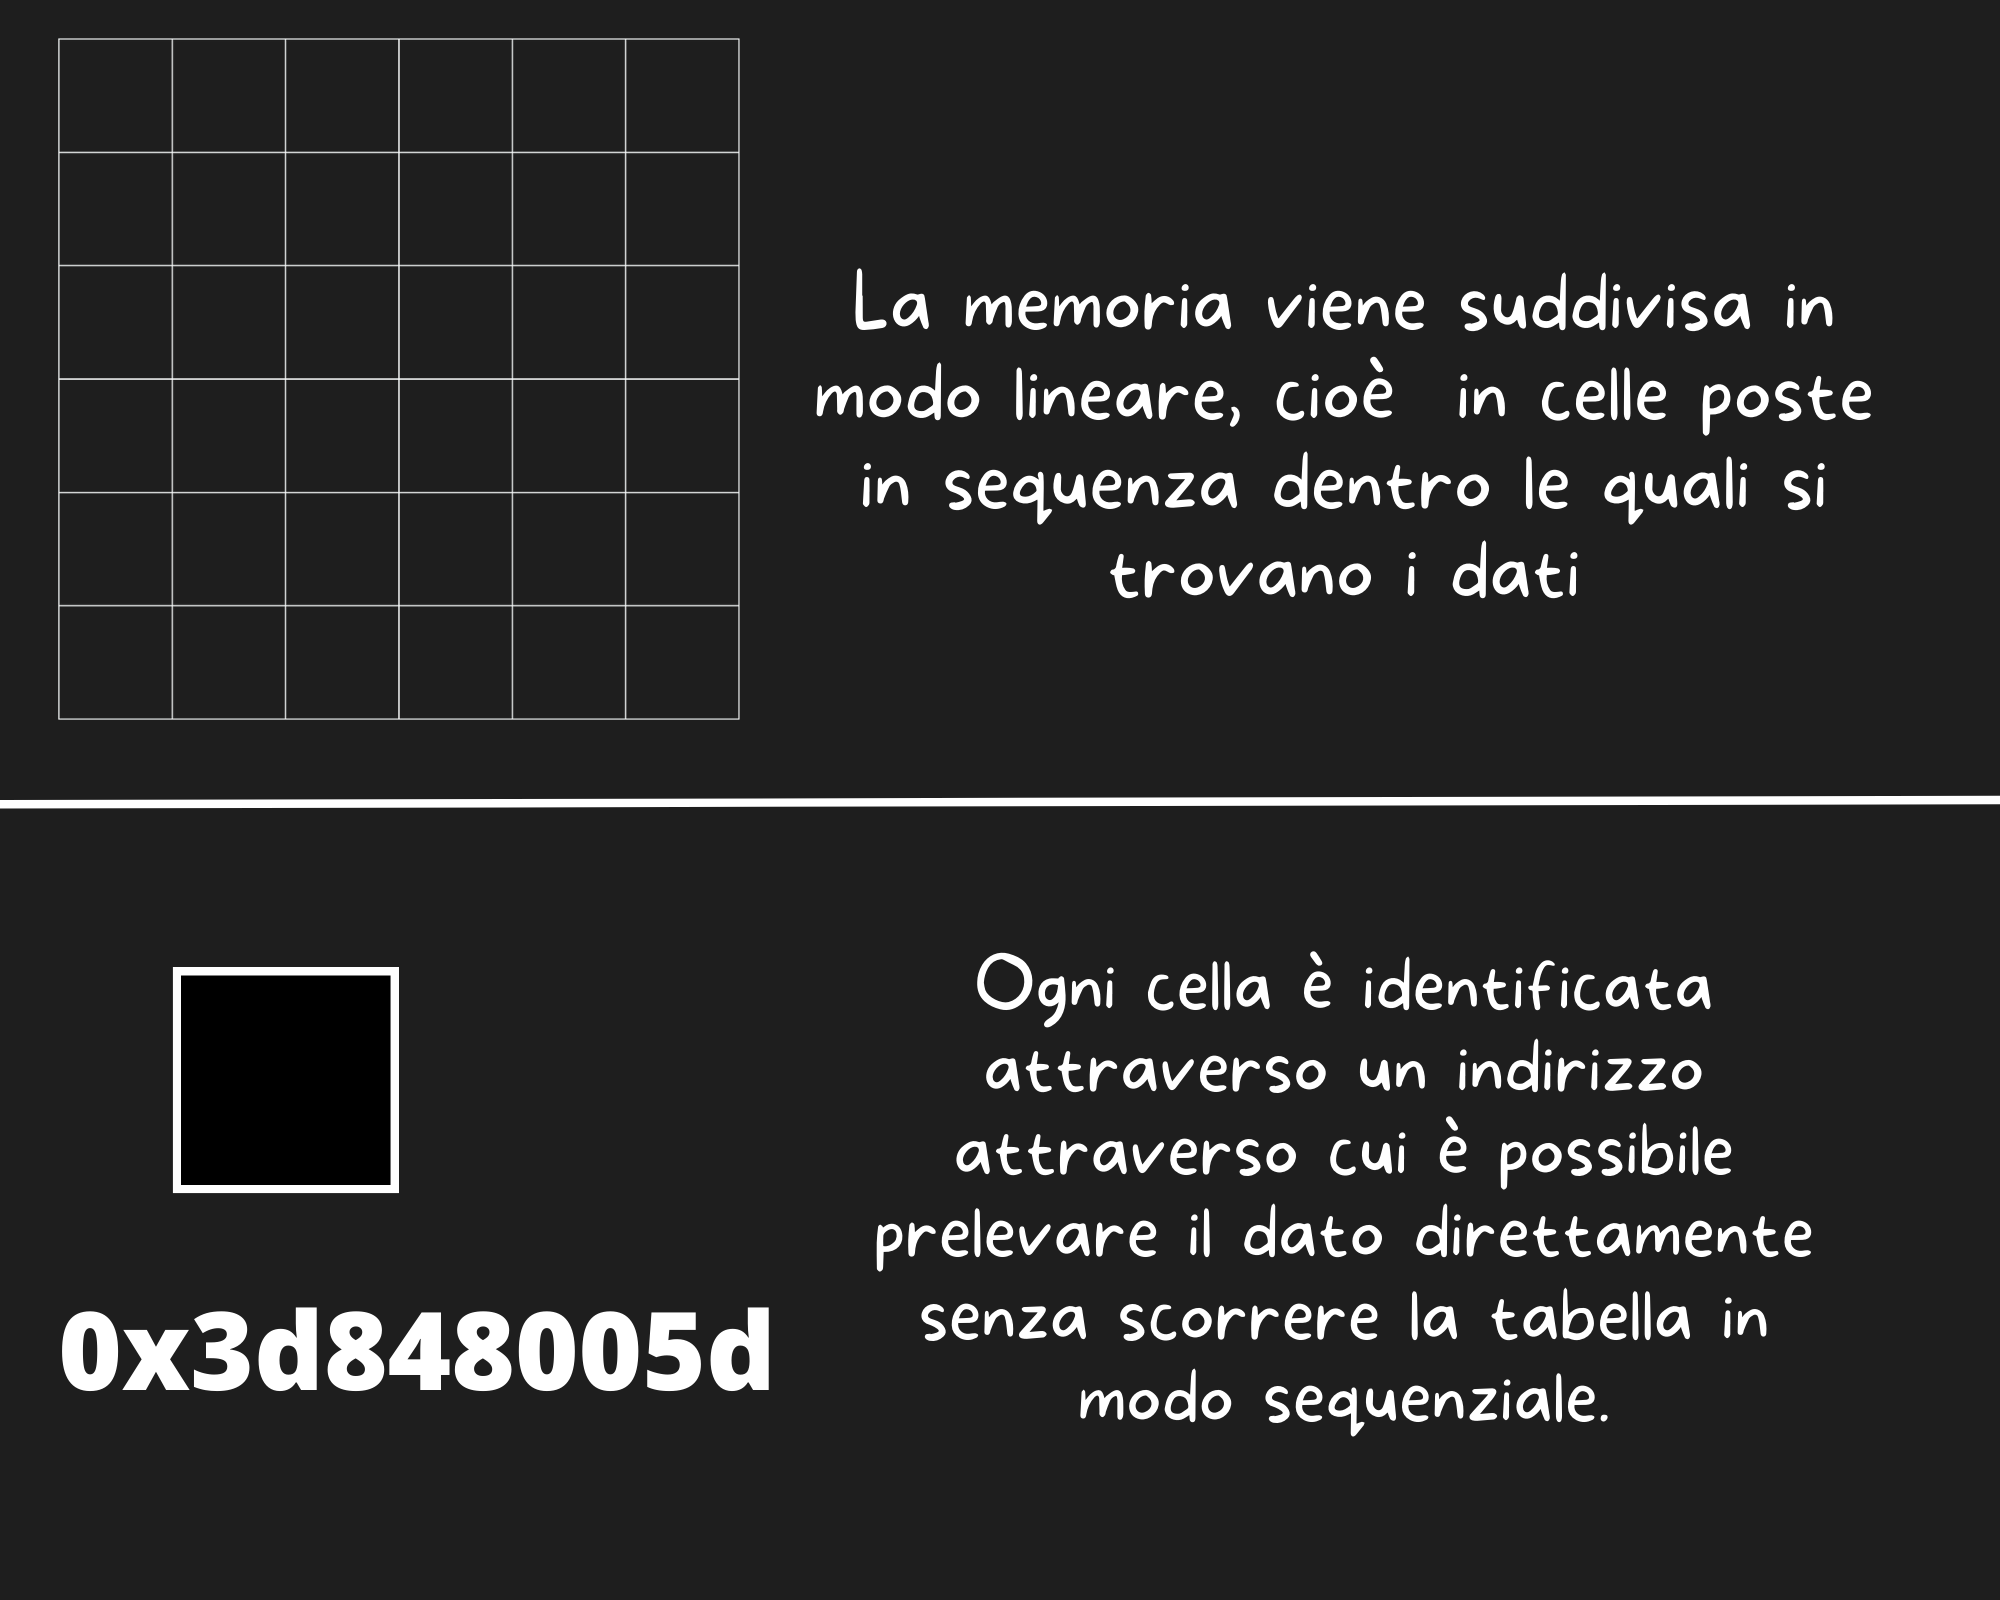 La memoria viene suddivisa in
modo lineare, cioè in celle poste
in sequenza dentro le quali si
trovano i dati
Ogni cella è identificata
attraverso un indirizzo
attraverso cui è possibile
prelevare il dato direttamente
senza scorrere la tabella in
modo sequenziale.
0x3d848005d